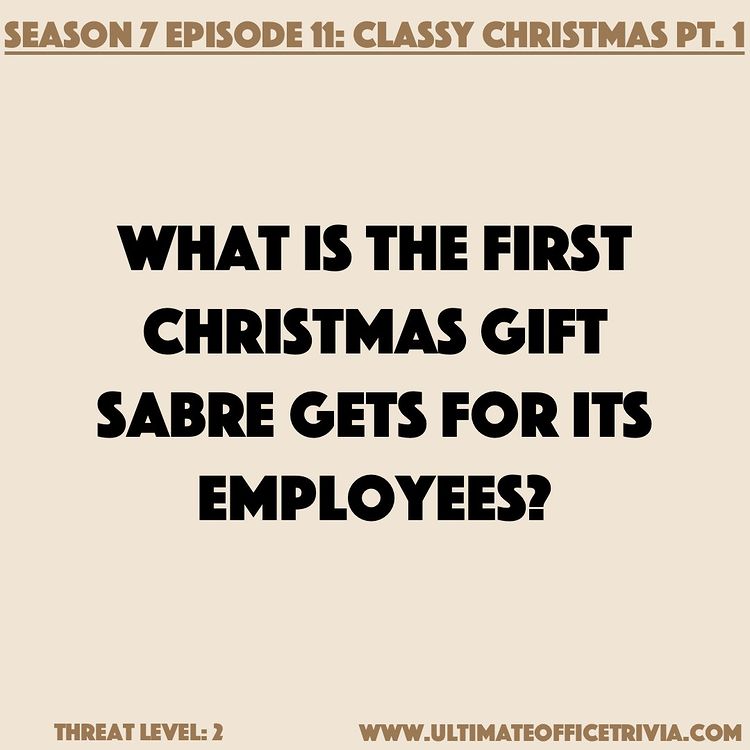 SEASON 7 EPISODE 11: CLASSY CHRISTMAS PT. 1
WHAT IS THE FIRST
CHRISTMAS GIFT
SABRE GETS FOR ITS
EMPLOYEES?
THREAT LEVEL: 2
WWW.ULTIMATEOFFICETRIVIA.COM